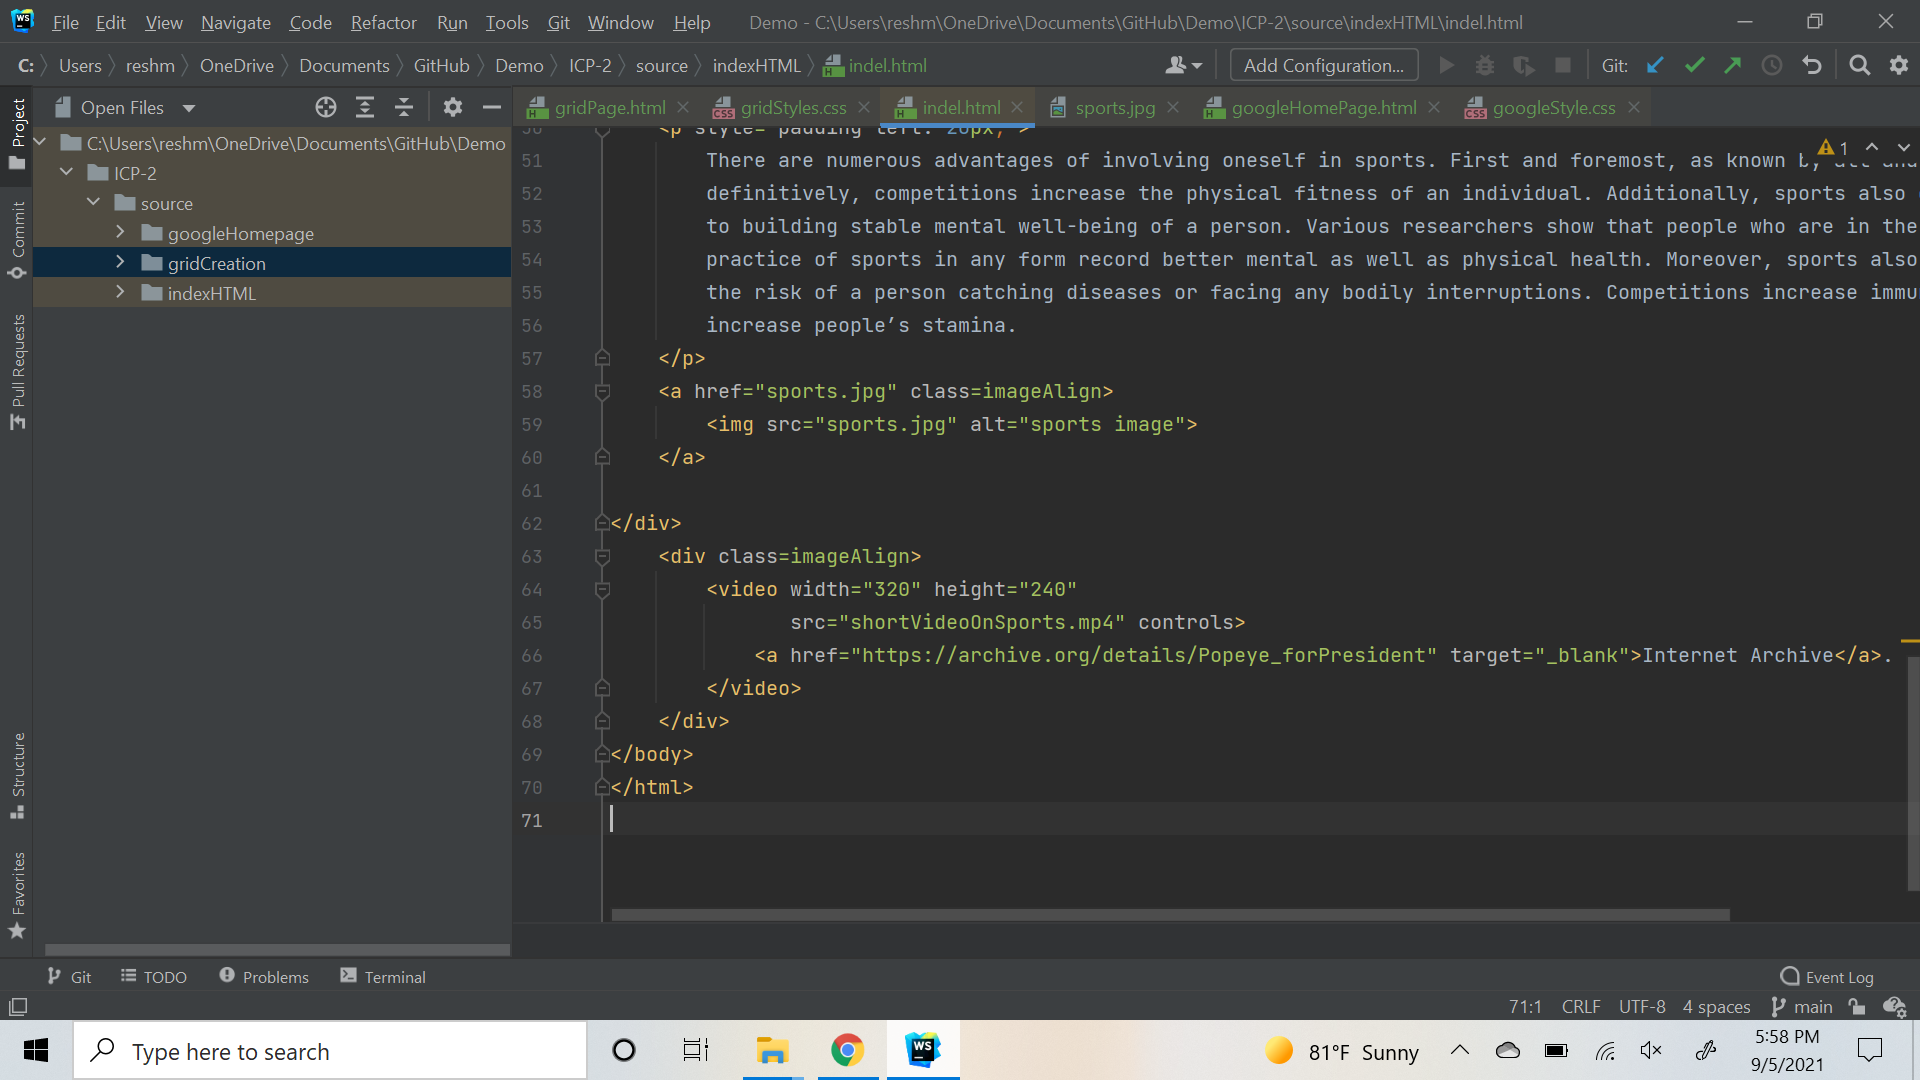 WS File Edit View Navigate Code Refactor Run Tools Git Window Help Demo - C:\Users\reshm\OneDrive\Documents\GitHub\Demo\ICP-2\source\indexHTML\indel.html
C: Users reshm OneDrive Documents GitHub Demo ICP-2 source indexHTML indel.html Add Configuration... Git:
Project
Commit
Pull Requests
Structure
Favorites
Open Files
C:\Users\reshm\OneDrive\Documents\GitHub\Demo
ICP-2
source
googleHomepage
gridCreation
indexHTML
gridPage.html gridStyles.css indel.html sports.jpg googleHomePage.html googleStyle.css
1
50 <p style="padding left: 20px;">
51 There are numerous advantages of involving oneself in sports. First and foremost, as known by all and
52 definitively, competitions increase the physical fitness of an individual. Additionally, sports also
53 to building stable mental well-being of a person. Various researchers show that people who are in the
54 practice of sports in any form record better mental as well as physical health. Moreover, sports also
55 the risk of a person catching diseases or facing any bodily interruptions. Competitions increase immu
56 increase people’s stamina.
57 </p>
58 <a href="sports.jpg" class=imageAlign>
59 <img src="sports.jpg" alt="sports image">
60 </a>
61
62 </div>
63 <div class=imageAlign>
64 <video width="320" height="240"
65 src="shortVideoOnSports.mp4" controls>
66 <a href="https://archive.org/details/Popeye_forPresident" target="_blank">Internet Archive</a>.
67 </video>
68 </div>
69 </body>
70 </html>
71
Git TODO Problems Terminal Event Log
71:1 CRLF UTF-8 4 spaces main
Type here to search WS 81°F Sunny 5:58 PM
9/5/2021